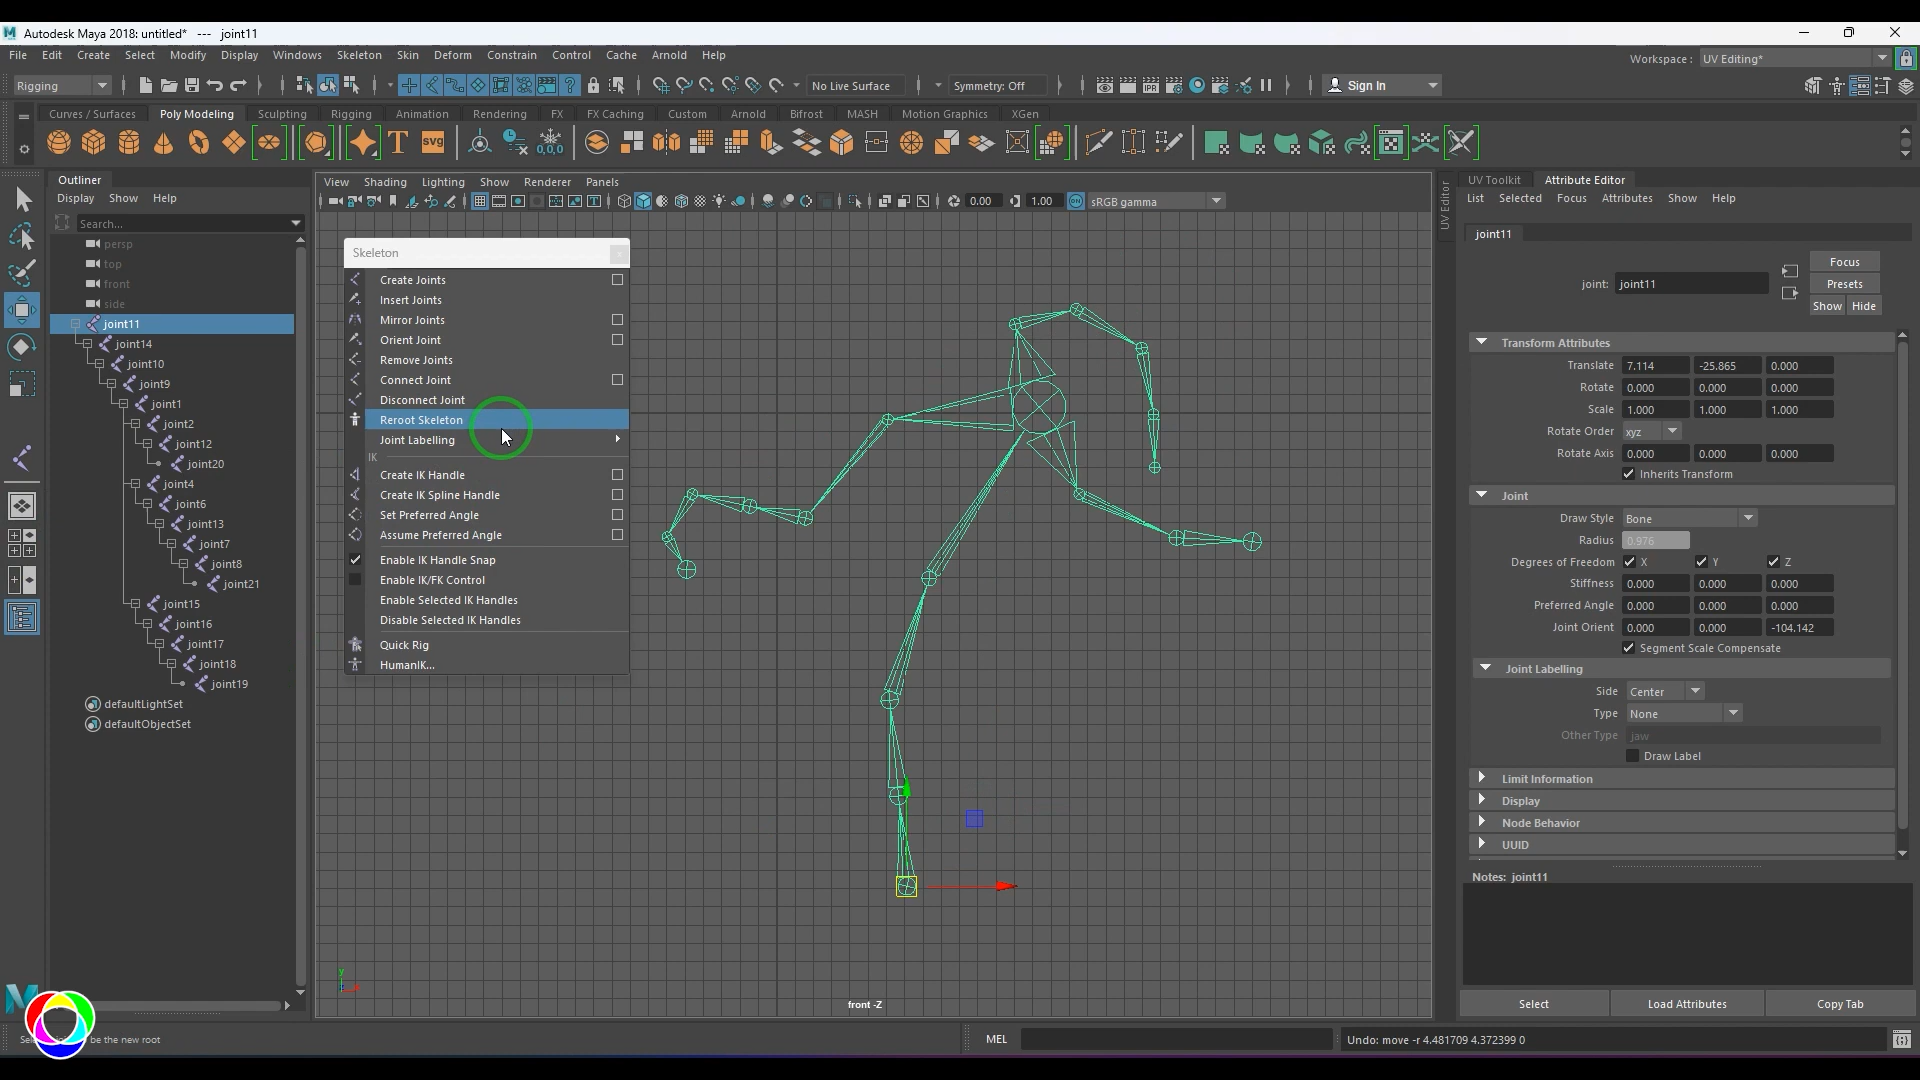 Autodesk Maya 2018: untitled* --- joint11
File Edit Create Select Modify Display Windows Skeleton Skin Deform Constrain Control Cache Arnold Help
Workspace : UV Editing*
Rigging No Live Surface Symmetry: Off Sign In
Curves / Surfaces Poly Modeling Sculpting Rigging Animation Rendering FX FX Caching Custom Arnold Bifrost MASH Motion Graphics XGen
T SVG 0,0,0
Outliner
Display Show Help
Search...
persp
top
front
side
joint11
joint14
joint10
joint9
joint1
joint2
joint12
joint20
joint4
joint6
joint13
joint7
joint8
joint21
joint15
joint16
joint17
joint18
joint19
defaultLightSet
defaultObjectSet
View Shading Lighting Show Renderer Panels
0.00 1.00 sRGB gamma
Skeleton
Create Joints
Insert Joints
Mirror Joints
Orient Joint
Remove Joints
Connect Joint
Disconnect Joint
Reroot Skeleton
Joint Labelling
IK
Create IK Handle
Create IK Spline Handle
Set Preferred Angle
Assume Preferred Angle
Enable IK Handle Snap
Enable IK/FK Control
Enable Selected IK Handles
Disable Selected IK Handles
Quick Rig
HumanIK...
front -Z
UV Editor
UV Toolkit Attribute Editor
List Selected Focus Attributes Show Help
joint11
joint: joint11
Focus
Presets
Show Hide
Transform Attributes
Translate 7.114 -25.865 0.000
Rotate 0.000 0.000 0.000
Scale 1.000 1.000 1.000
Rotate Order xyz
Rotate Axis 0.000 0.000 0.000
Inherits Transform
Joint
Draw Style Bone
Radius 0.976
Degrees of Freedom X Y Z
Stiffness 0.000 0.000 0.000
Preferred Angle 0.000 0.000 0.000
Joint Orient 0.000 0.000 -104.142
Segment Scale Compensate
Joint Labelling
Side Center
Type None
Other Type jaw
Draw Label
Limit Information
Display
Node Behavior
UUID
Notes: joint11
Select Load Attributes Copy Tab
be the new root
MEL
Undo: move -r 4.481709 4.372399 0